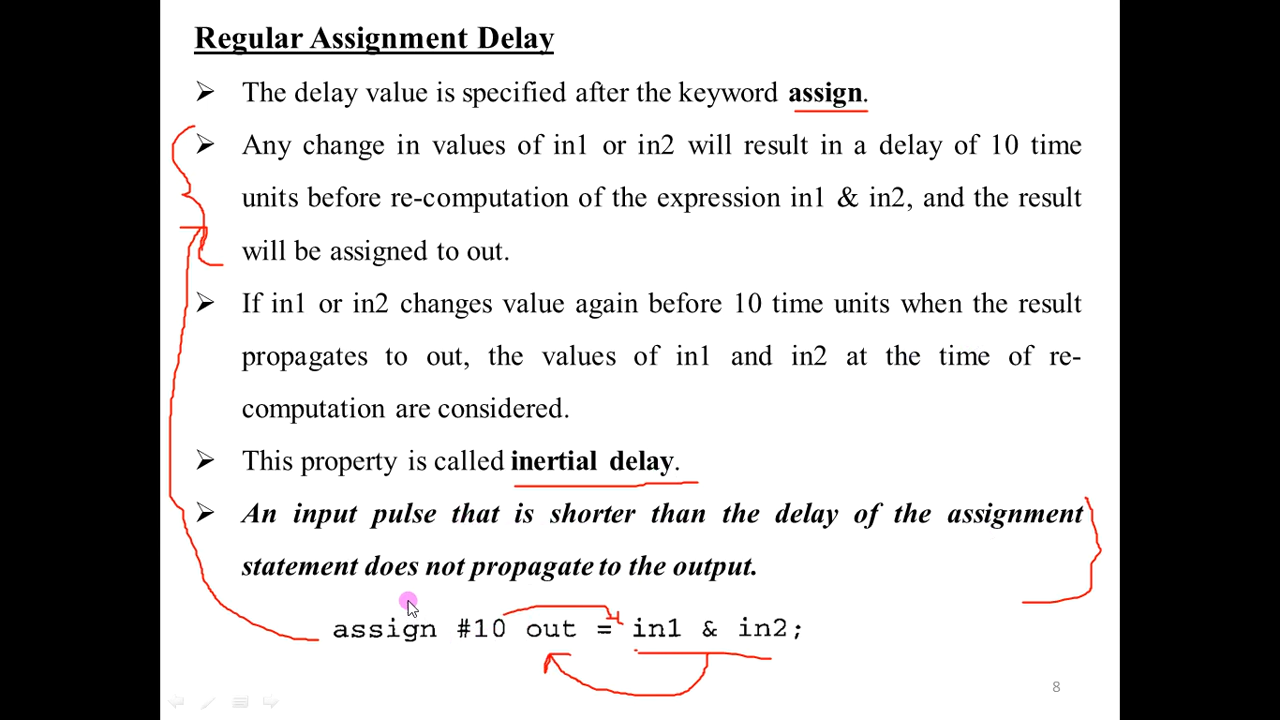 Regular Assignment Delay
➢ The delay value is specified after the keyword assign.
➢ Any change in values of in1 or in2 will result in a delay of 10 time
units before re-computation of the expression in1 & in2, and the result
will be assigned to out.
➢ If in1 or in2 changes value again before 10 time units when the result
propagates to out, the values of in1 and in2 at the time of re-
computation are considered.
➢ This property is called inertial delay.
➢ An input pulse that is shorter than the delay of the assignment
statement does not propagate to the output.
assign #10 out = in1 & in2;
8